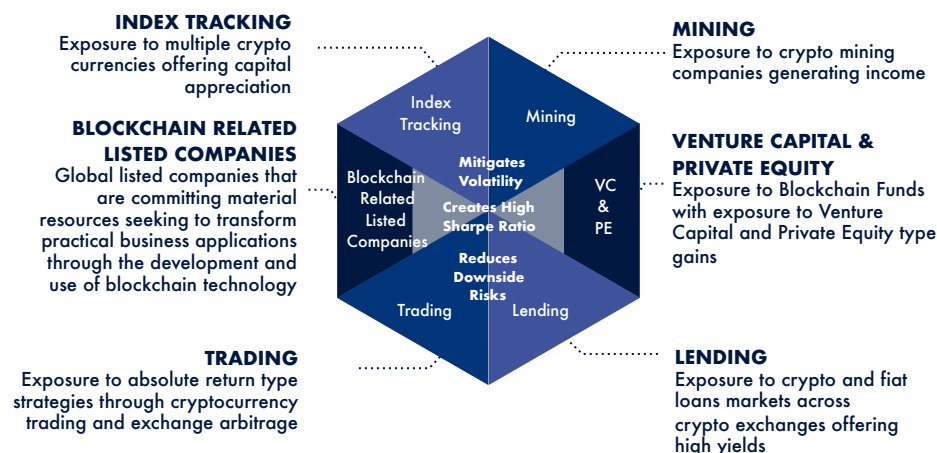 INDEX TRACKING
Exposure to multiple crypto
currencies offering capital
appreciation
BLOCKCHAIN RELATED
LISTED COMPANIES
Global listed companies that
are committing material
resources seeking to transform
practical business applications
through the development and
use of blockchain technology
TRADING
Exposure to absolute return type
strategies through cryptocurrency
trading and exchange arbitrage
Index
Tracking
Mining
Blockchain
Related
Listed
Companies
Mitigates
Volatility
Creates High
Sharpe Ratio
Reduces
Downside
Risks
VC
&
PE
Trading
Lending
MINING
Exposure to crypto mining
companies generating income
VENTURE CAPITAL &
PRIVATE EQUITY
Exposure to Blockchain Funds
with exposure to Venture
Capital and Private Equity type
gains
LENDING
Exposure to crypto and fiat
loans markets across
crypto exchanges offering
high yields